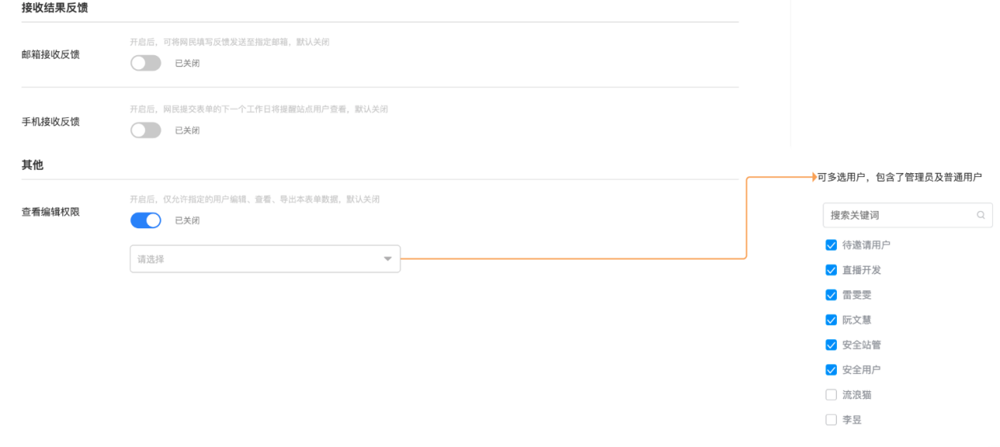 接收结果反馈
开启后，可将网民填写反馈发送至指定邮箱，默认关闭
邮箱接收反馈
已关闭
开启后，网民提交表单的下一个工作日将提醒站点用户查看，默认关闭
手机接收反馈
已关闭
其他
开启后，仅允许指定的用户编辑、查看、导出本表单数据，默认关闭
查看编辑权限
已关闭
请选择
可多选用户，包含了管理员及普通用户
搜索关键词
待邀请用户
直播开发
雷雯雯
阮文慧
安全站管
安全用户
流浪猫
李昱